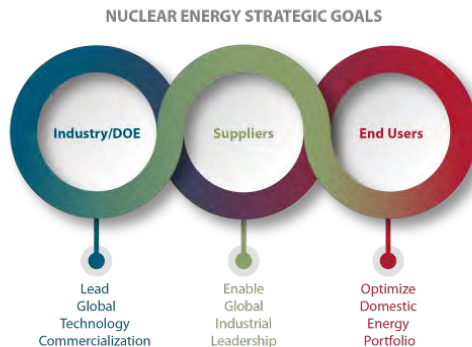 NUCLEAR ENERGY STRATEGIC GOALS
Industry/DOE
Suppliers
End Users
Lead
Global
Technology
Commercialization
Enable
Global
Industrial
Leadership
Optimize
Domestic
Energy
Portfolio